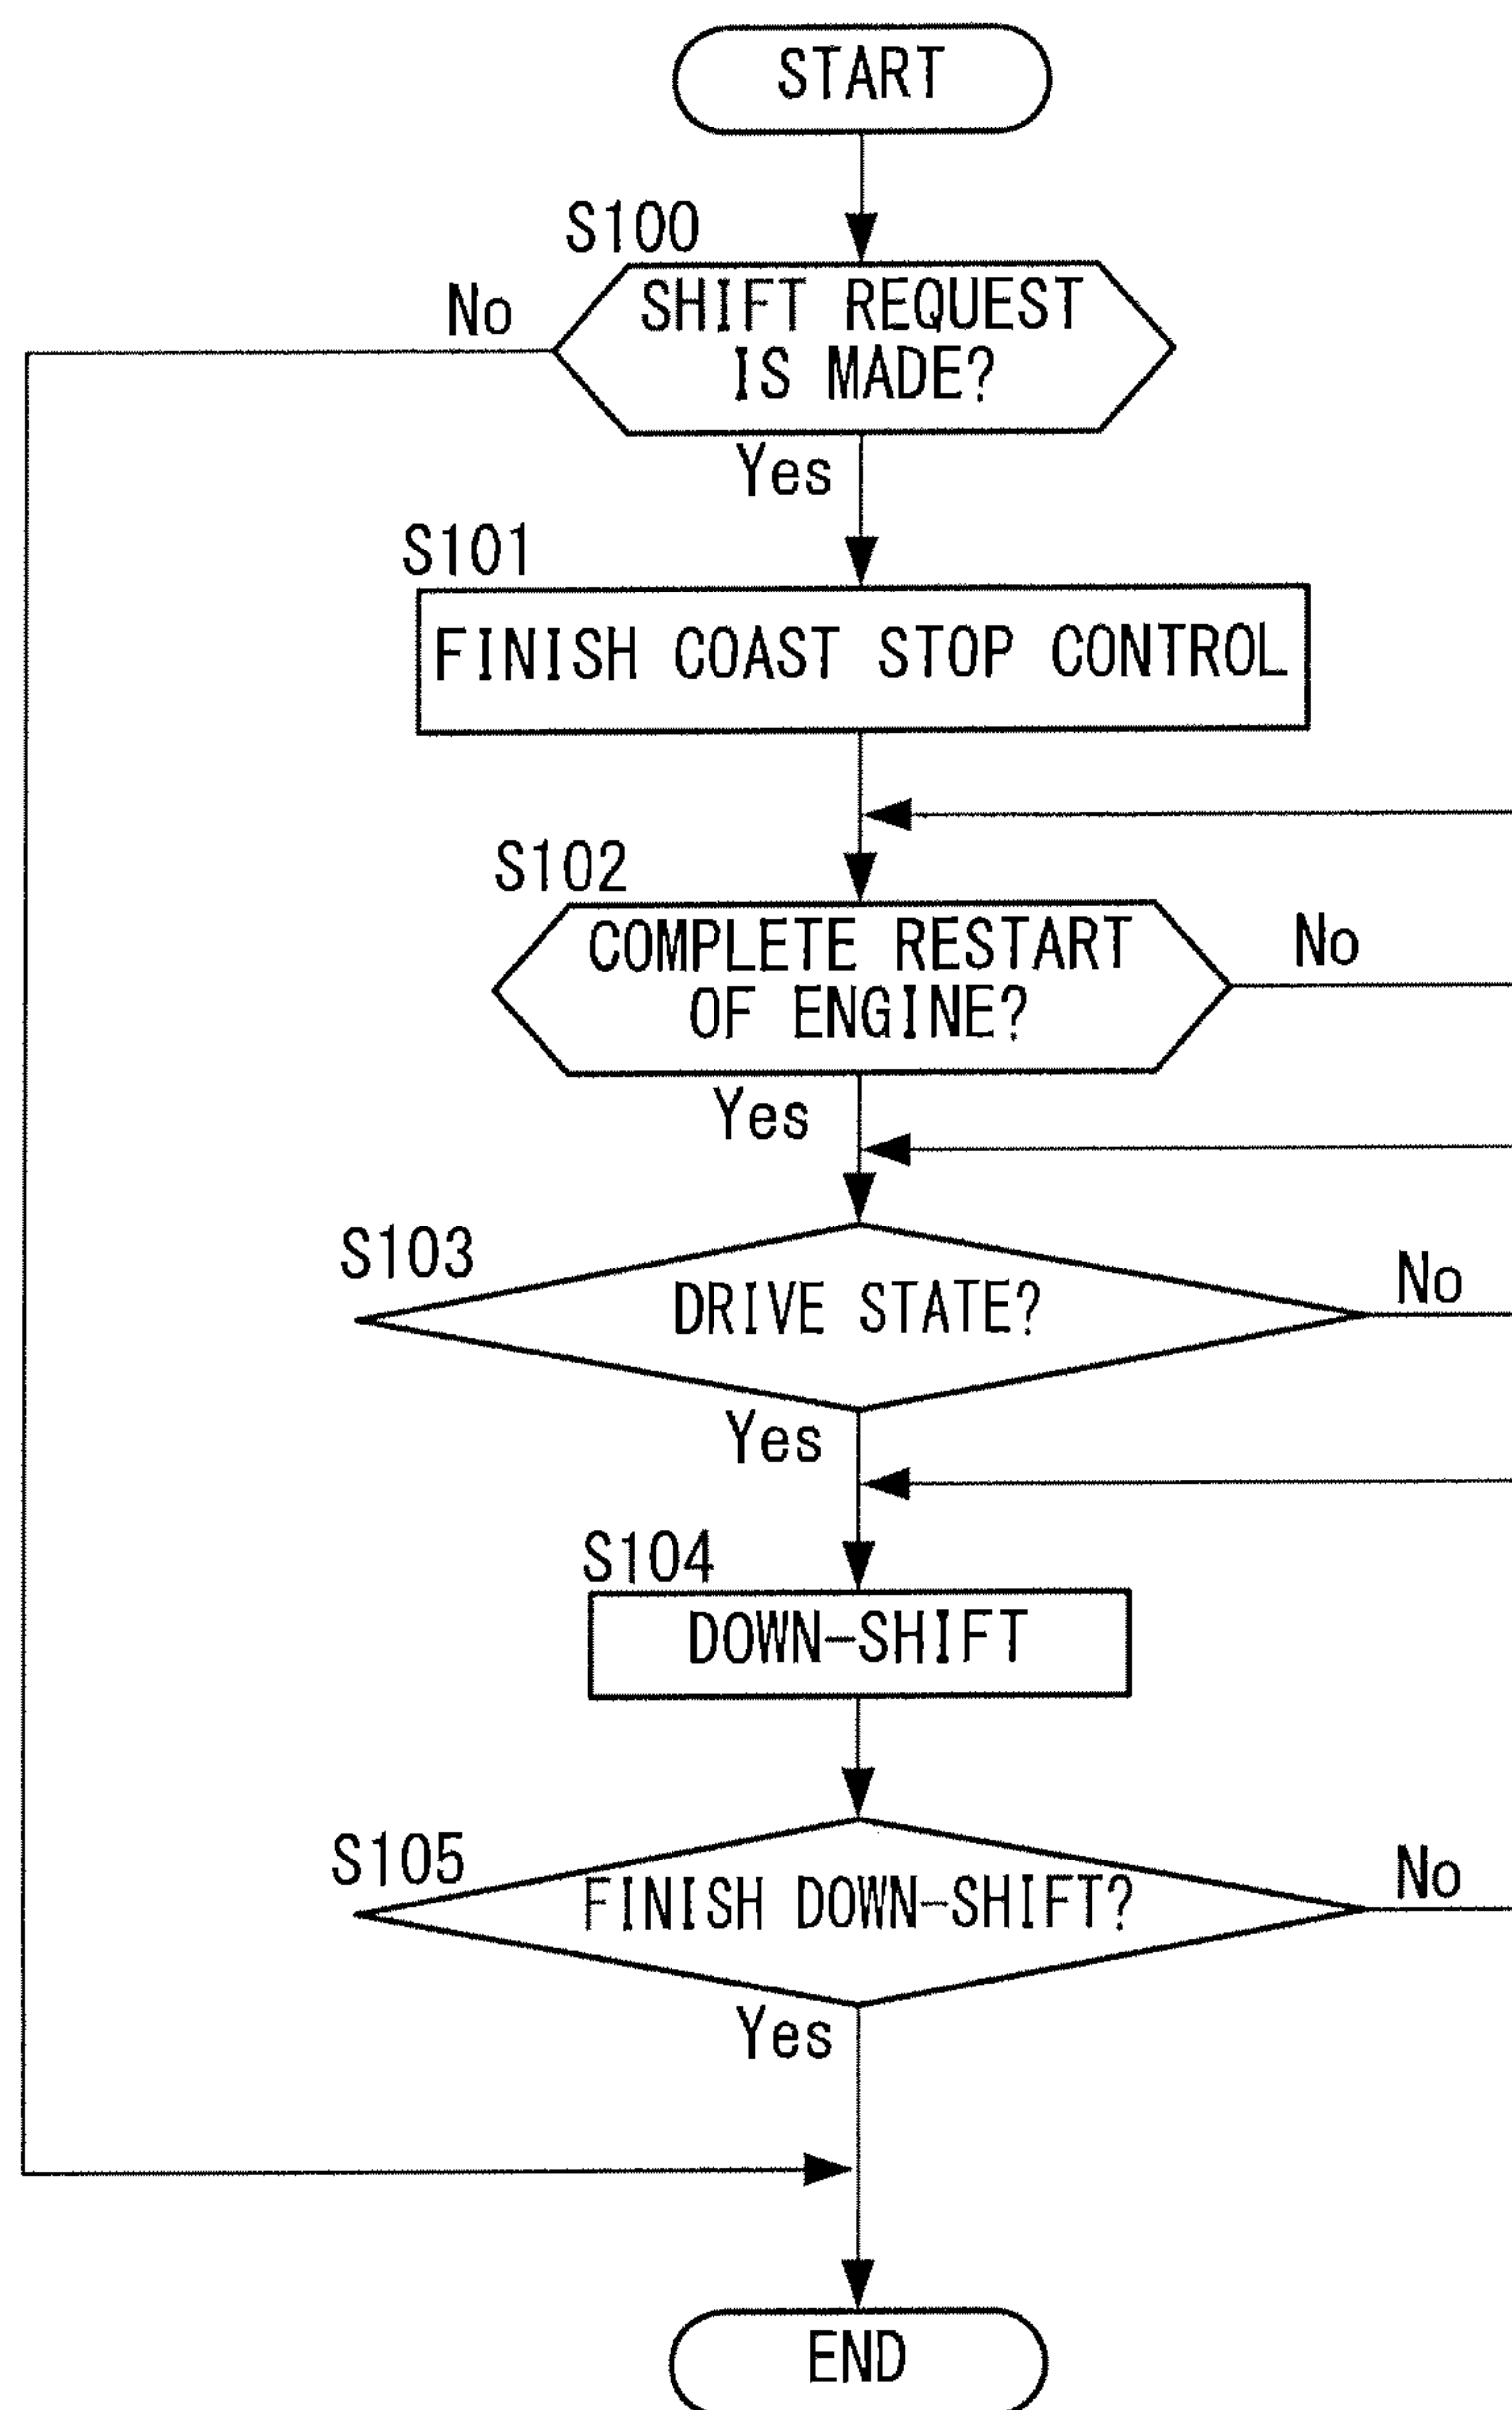 START
S100
No
SHIFT REQUEST
IS MADE?
Yes
S101
FINISH COAST STOP CONTROL
S102
COMPLETE RESTART
OF ENGINE?
No
Yes
S103
DRIVE STATE?
No
Yes
S104
DOWN-SHIFT
S105
FINISH DOWN-SHIFT?
No
Yes
END